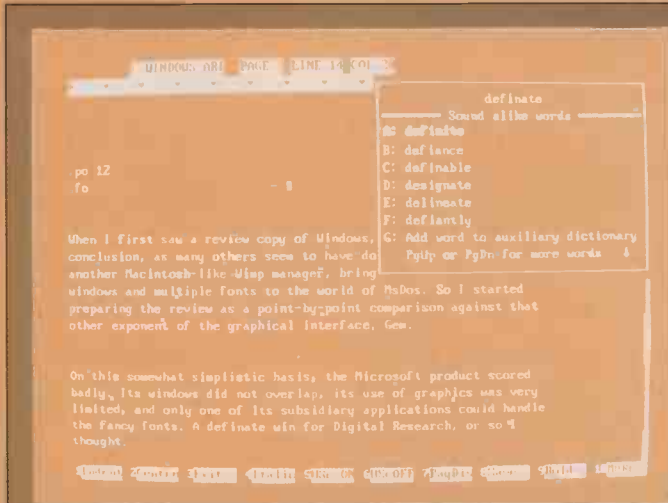 WINDOWS ART PAGE LINE 14 COL
definate
Sound alike words
A: definite
B: defiance
C: definable
D: designate
E: delineate
F: defiantly
G: Add word to auxiliary dictionary
PgUp or PgDn for more words
.po 12
fo - #
When I first saw a review copy of Windows,
conclusion, as many others seem to have do
another Macintosh-like Wimp manager, bring
windows and multiple fonts to the world of MsDos. So I started
preparing the review as a point-by-point comparison against that
other exponent of the graphical interface, Gem.
On this somewhat simplistic basis, the Microsoft product scored
badly. Its windows did not overlap, its use of graphics was very
limited, and only one of its subsidiary applications could handle
the fancy fonts. A definate win for Digital Research, or so I
thought.